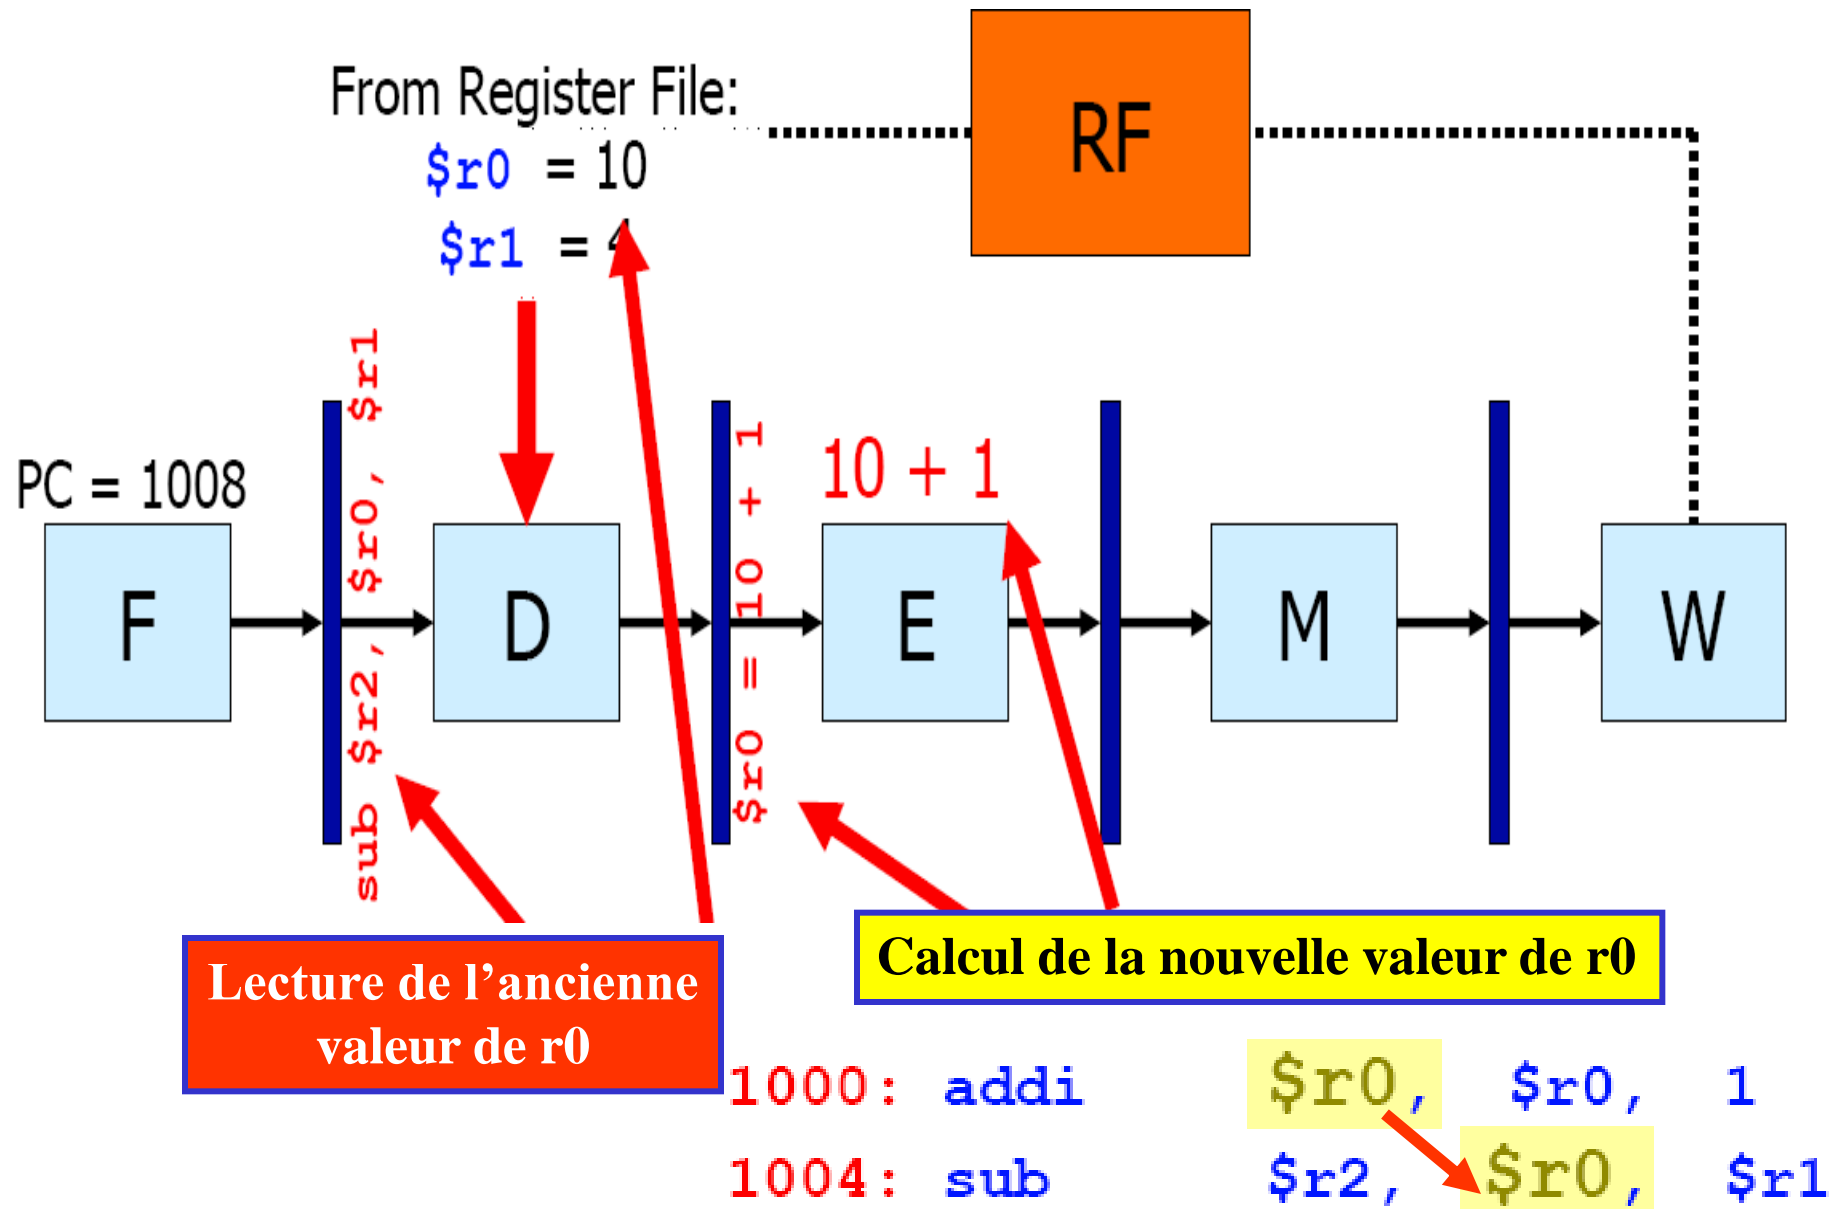 From Register File:
$r0 = 10
$r1 = 4
RF
PC = 1008
sub $r2, $r0, $r1
$r0 = 10 + 1
10 + 1
F
D
E
M
W
Lecture de l’ancienne
valeur de r0
Calcul de la nouvelle valeur de r0
1000: addi $r0, $r0, 1
1004: sub $r2, $r0, $r1